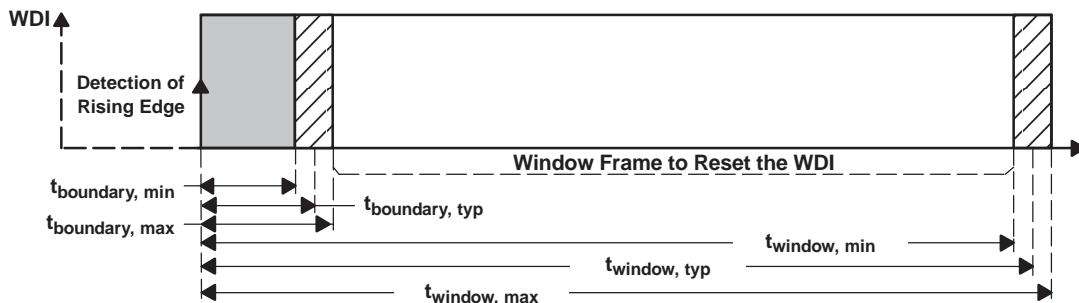 WDI
Detection of
Rising Edge
Window Frame to Reset the WDI
tboundary, min
tboundary, typ
tboundary, max
twindow, min
twindow, typ
twindow, max